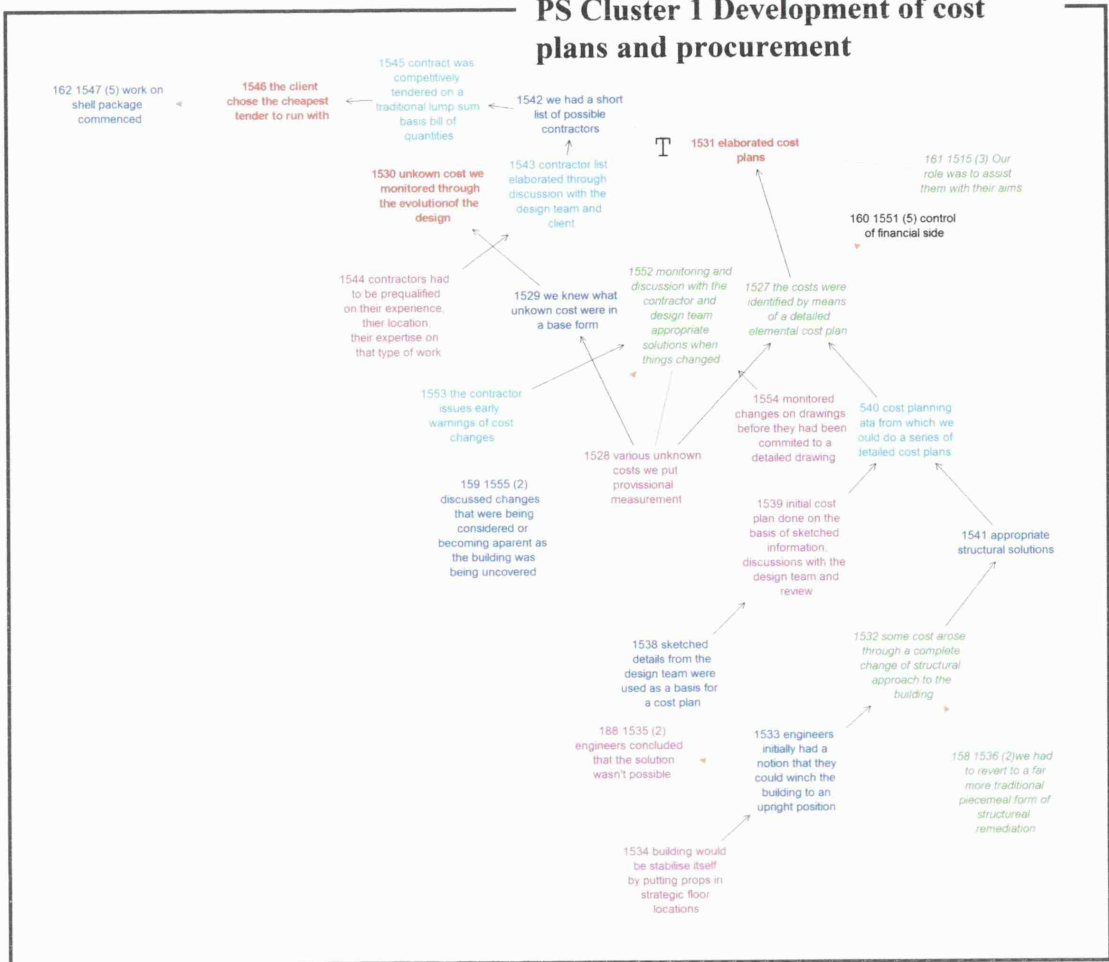 PS Cluster 1 Development of cost
plans and procurement
162 1547 (5) work on
shell package
commenced
1546 the client
chose the cheapest
tender to run with
1545 contract was
competitively
tendered on a
traditional lump sum
basis bill of
quantities
1542 we had a short
list of possible
contractors
T
1531 elaborated cost
plans
161 1515 (3) Our
role was to assist
them with their aims
1530 unkown cost we
monitored through
the evolutionof the
design
1543 contractor list
elaborated through
discussion with the
design team and
client
160 1551 (5) control
of financial side
1544 contractors had
to be prequalified
on their experience,
thier location,
their expertise on
that type of work
1529 we knew what
unkown cost were in
a base form
1552 monitoring and
discussion with the
contractor and
design team
appropriate
solutions when
things changed
1527 the costs were
identified by means
of a detailed
elemental cost plan
1553 the contractor
issues early
warnings of cost
changes
1554 monitored
changes on drawings
before they had been
commited to a
detailed drawing
540 cost planning
ata from which we
ould do a series of
detailed cost plans
1528 various unknown
costs we put
provissional
measurement
159 1555 (2)
discussed changes
that were being
considered or
becoming aparent as
the building was
being uncovered
1539 initial cost
plan done on the
basis of sketched
information,
discussions with the
design team and
review
1541 appropriate
structural solutions
1538 sketched
details from the
design team were
used as a basis for
a cost plan
1532 some cost arose
through a complete
change of structural
approach to the
building
188 1535 (2)
engineers concluded
that the solution
wasn't possible
1533 engineers
initially had a
notion that they
could winch the
building to an
upright position
158 1536 (2)we had
to revert to a far
more traditional
piecemeal form of
structureal
remediation
1534 building would
be stabilise itself
by putting props in
strategic floor
locations